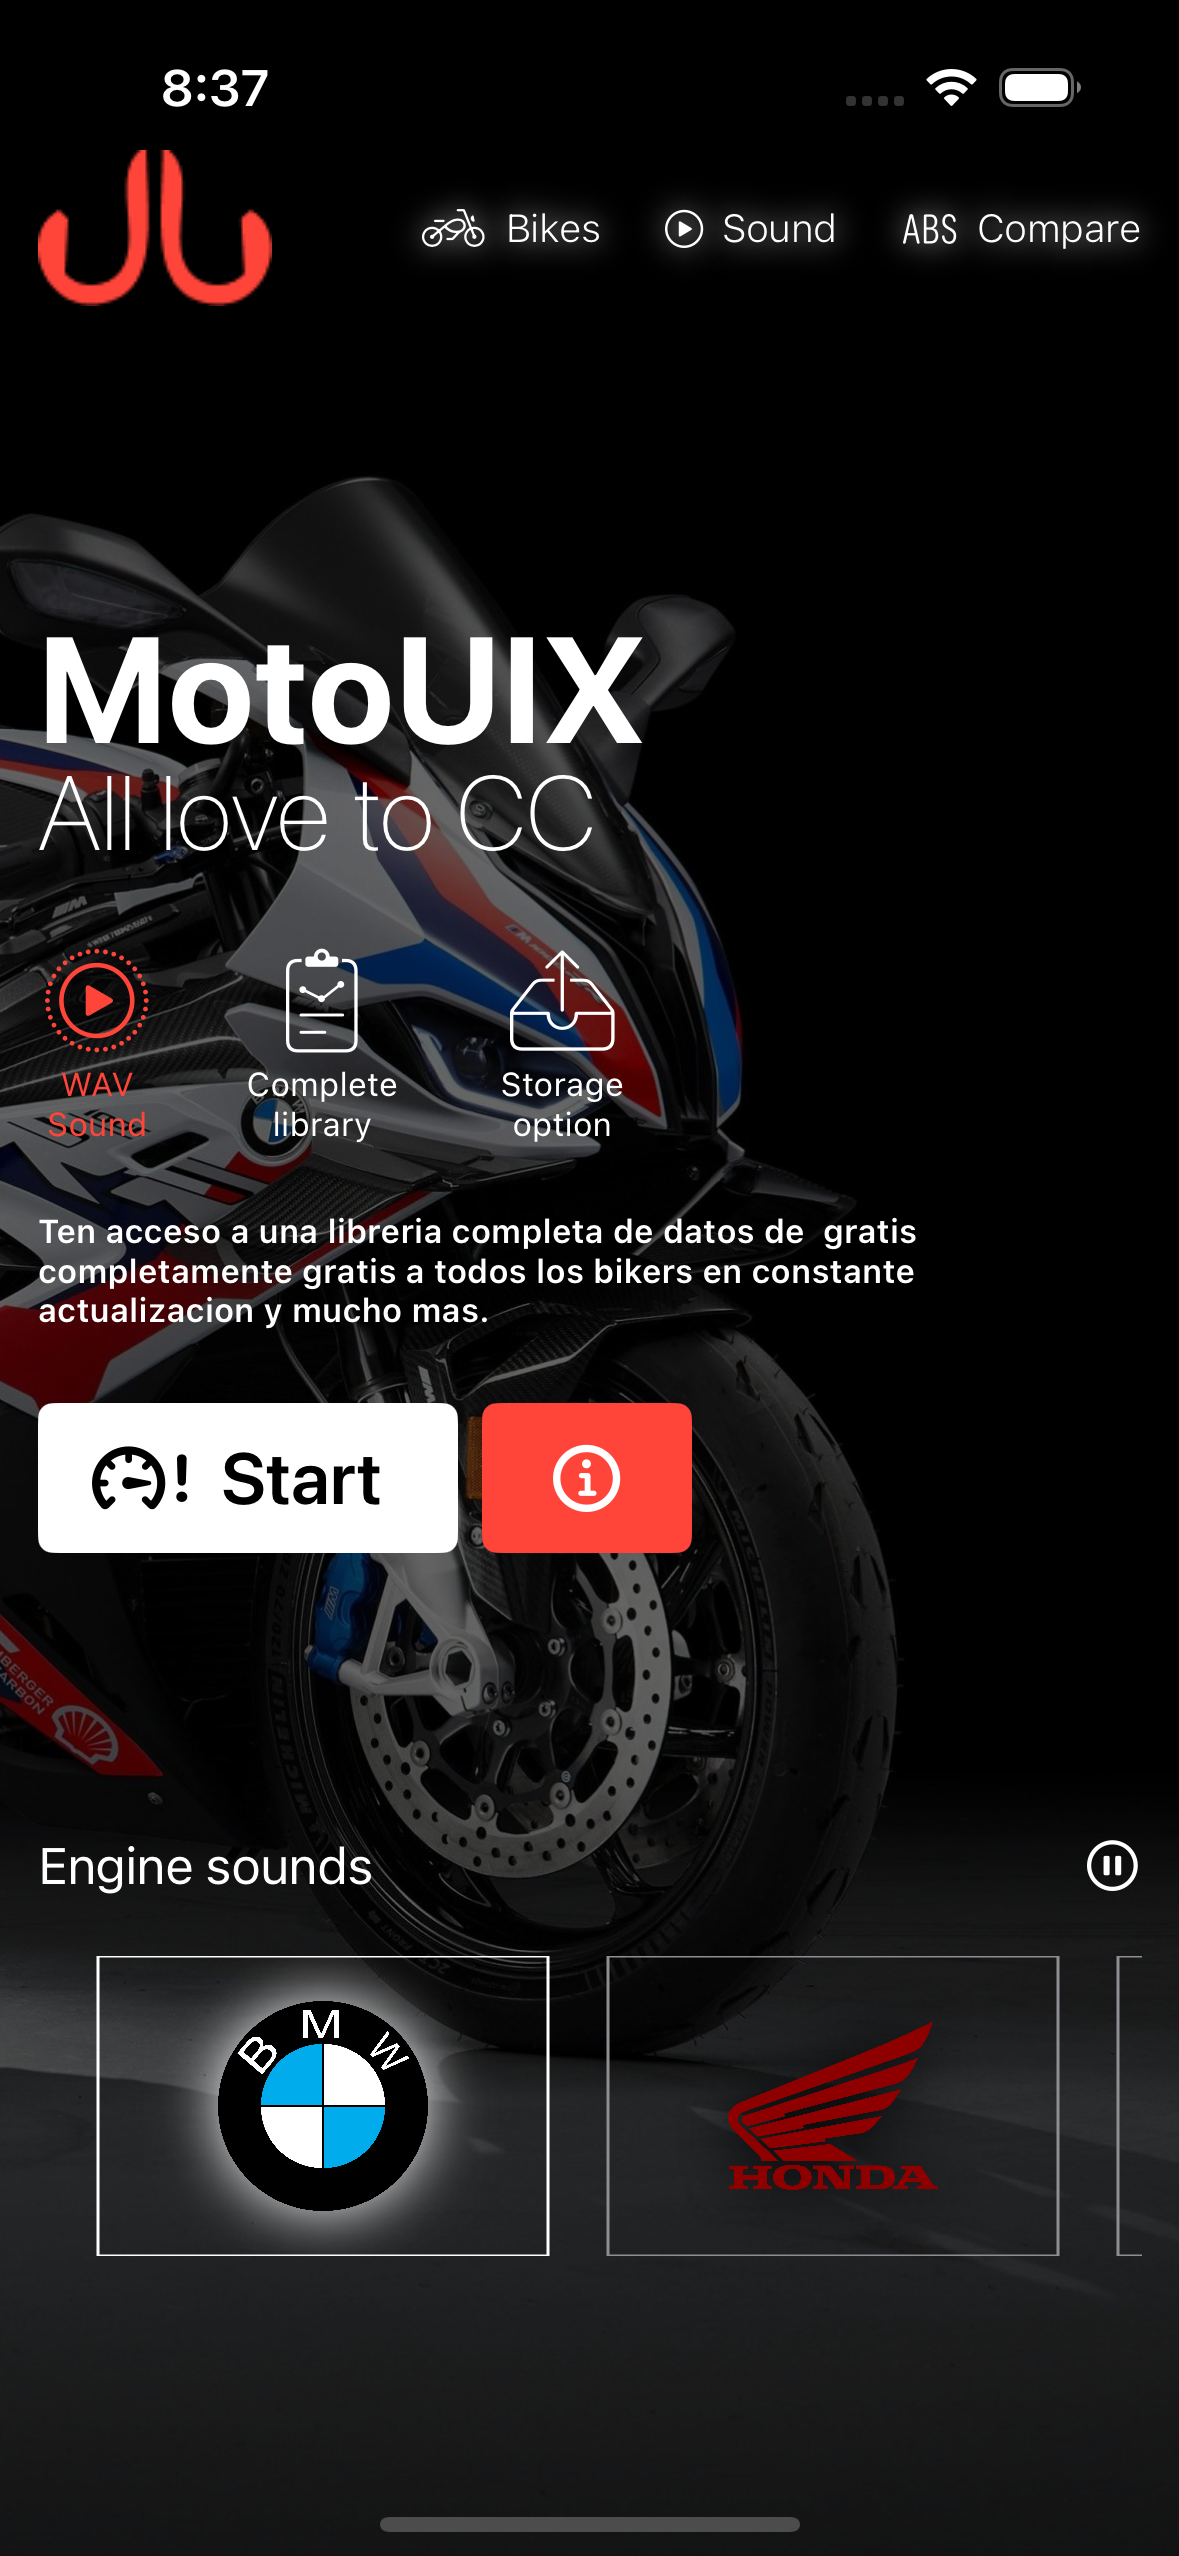 8:37
Bikes
Sound
ABS Compare
MotoUIX
All love to CC
WAV
Sound
Complete
library
Storage
option
Ten acceso a una libreria completa de datos de  gratis
completamente gratis a todos los bikers en constante
actualizacion y mucho mas.
! Start
MICHELIN
Engine sounds
BMW
HONDA